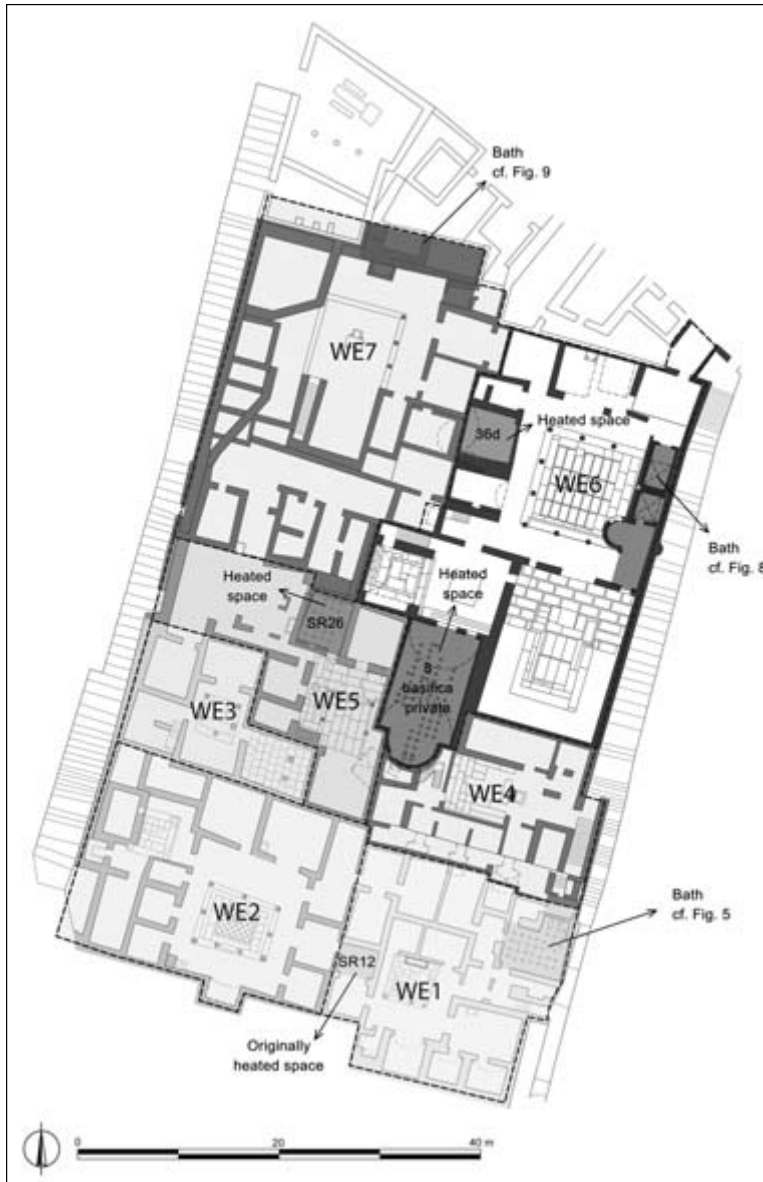 Bath
cf. Fig. 9
WE7
36d
Heated space
WE6
Bath
cf. Fig. 8
Heated
space
Heated
space
SR26
8
basilica
private
WE3
WE5
WE4
WE2
Bath
cf. Fig. 5
SR12
WE1
Originally
heated space
0
20
40 m